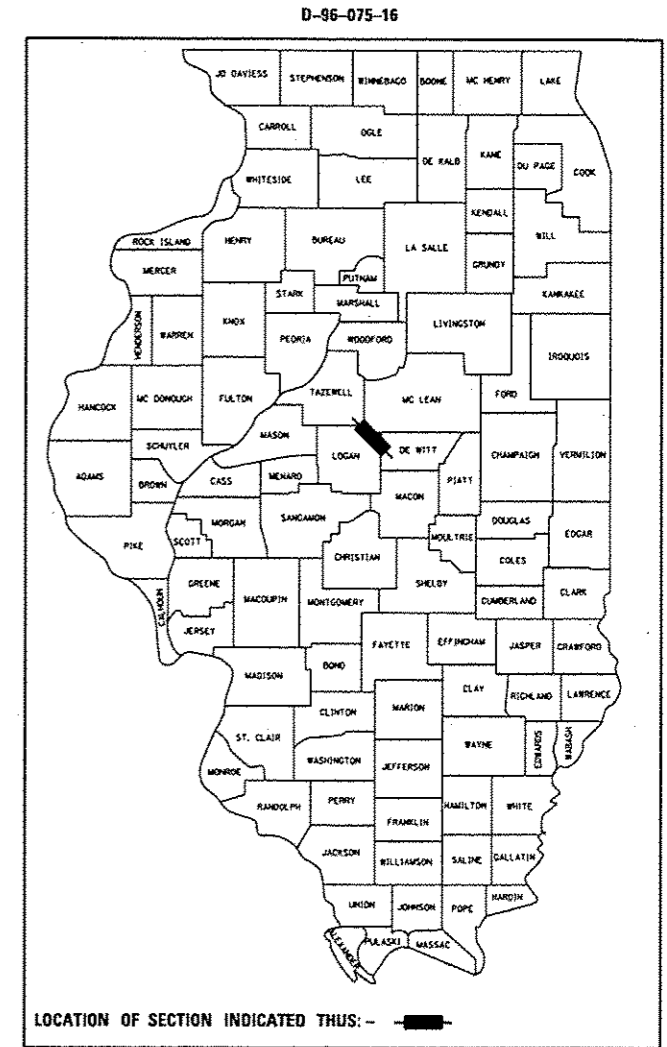 D-96-075-16
JO DAVIESS STEPHENSON WINNEBAGO BOONE MC HENRY LAKE
CARROLL OGLE DE KALB KANE DU PAGE COOK
WHITESIDE LEE KENDALL WILL
ROCK ISLAND HENRY BUREAU LA SALLE GRUNDY
MERCER PUTNAM KANKAKEE
HENDERSON WARREN KNOX STARK MARSHALL LIVINGSTON
PEORIA WOODFORD IROQUOIS
HANCOCK MC DONOUGH FULTON TAZEWELL MC LEAN FORD
SCHUYLER MASON LOGAN DE WITT CHAMPAIGN VERMILION
ADAMS BROWN CASS MENARD MACON PIATT
PIKE SCOTT MORGAN SANGAMON MOULTRIE DOUGLAS EDGAR
CHRISTIAN COLES
GREENE MACOUPIN MONTGOMERY SHELBY CUMBERLAND CLARK
CALHOUN JERSEY FAYETTE EFFINGHAM JASPER CRAWFORD
MADISON BOND CLAY RICHLAND LAWRENCE
CLINTON MARION
ST. CLAIR WASHINGTON JEFFERSON WAYNE EDWARDS WABASH
MONROE
RANDOLPH PERRY HAMILTON WHITE
FRANKLIN
JACKSON WILLIAMSON SALINE GALLATIN
UNION JOHNSON POPE HARDIN
ALEXANDER PULASKI MASSAC
LOCATION OF SECTION INDICATED THUS: -